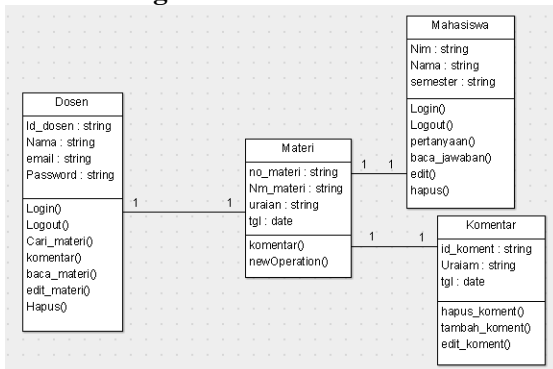 Dosen
Id_dosen : string
Nama : string
email : string
Password : string
Login()
Logout()
Cari_materi()
komentar()
baca_materi()
edit_materi()
Hapus()
1
1
Materi
no_materi : string
Nm_materi : string
uraian : string
tgl : date
komentar()
newOperation()
1
1
Mahasiswa
Nim : string
Nama : string
semester : string
Login()
Logout()
pertanyaan()
baca_jawaban()
edit()
hapus()
1
1
Komentar
id_koment : string
Uraiam : string
tgl : date
hapus_koment()
tambah_koment()
edit_koment()